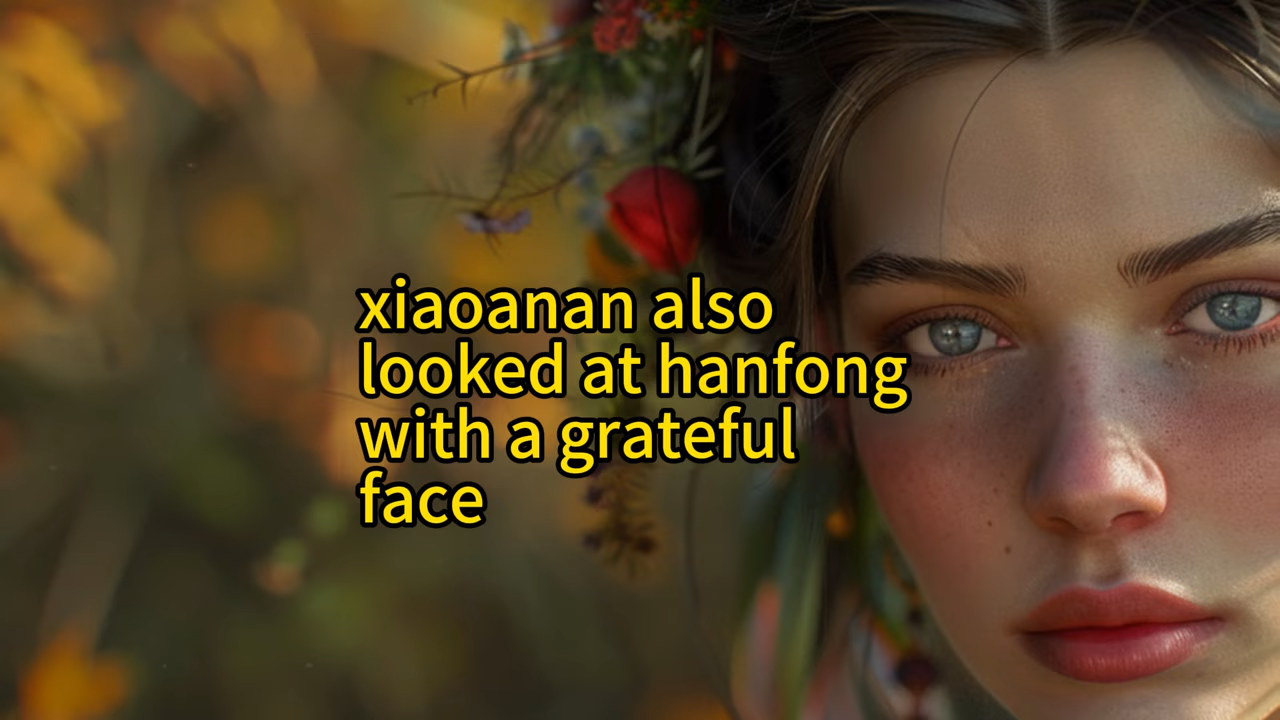 xiaoanan also
looked at hanfong
with a grateful
face